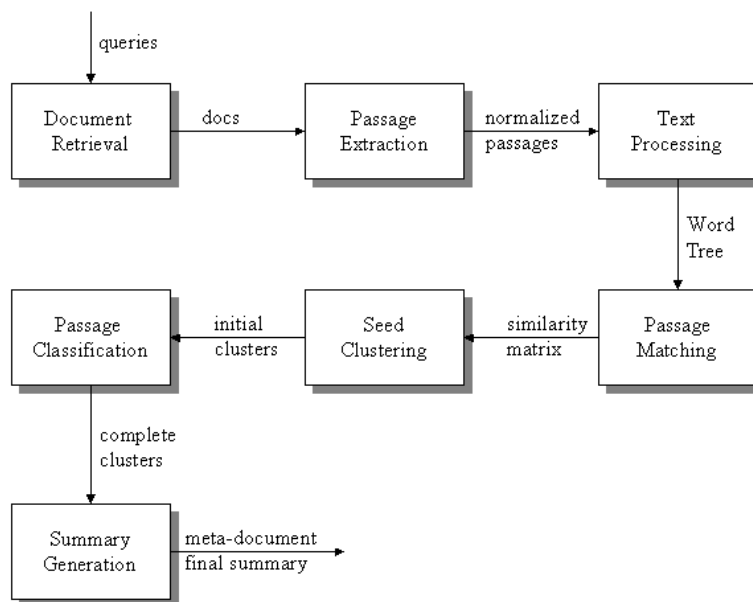 queries
Document
Retrieval
docs
Passage
Extraction
normalized
passages
Text
Processing
Word
Tree
Passage
Matching
similarity
matrix
Seed
Clustering
initial
clusters
Passage
Classification
complete
clusters
Summary
Generation
meta-document
final summary